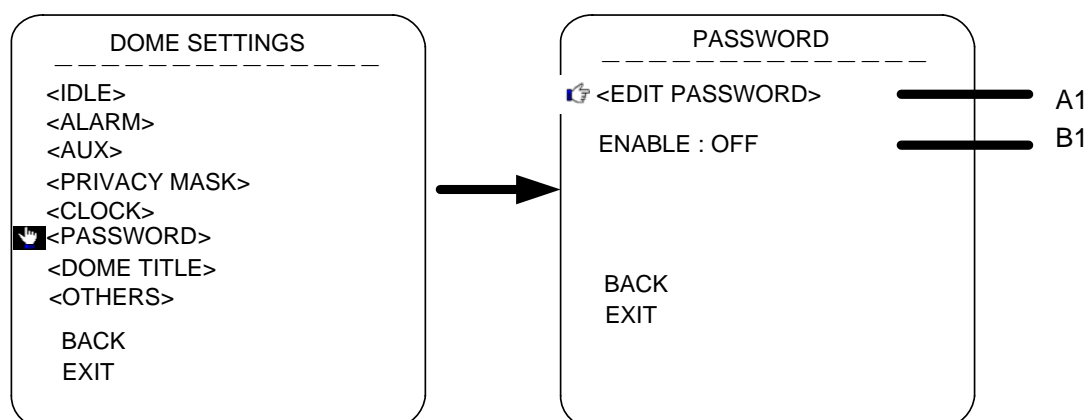 DOME SETTINGS
<IDLE>
<ALARM>
<AUX>
<PRIVACY MASK>
<CLOCK>
<PASSWORD>
<DOME TITLE>
<OTHERS>
BACK
EXIT
PASSWORD
<EDIT PASSWORD>
A1
ENABLE : OFF
B1
BACK
EXIT